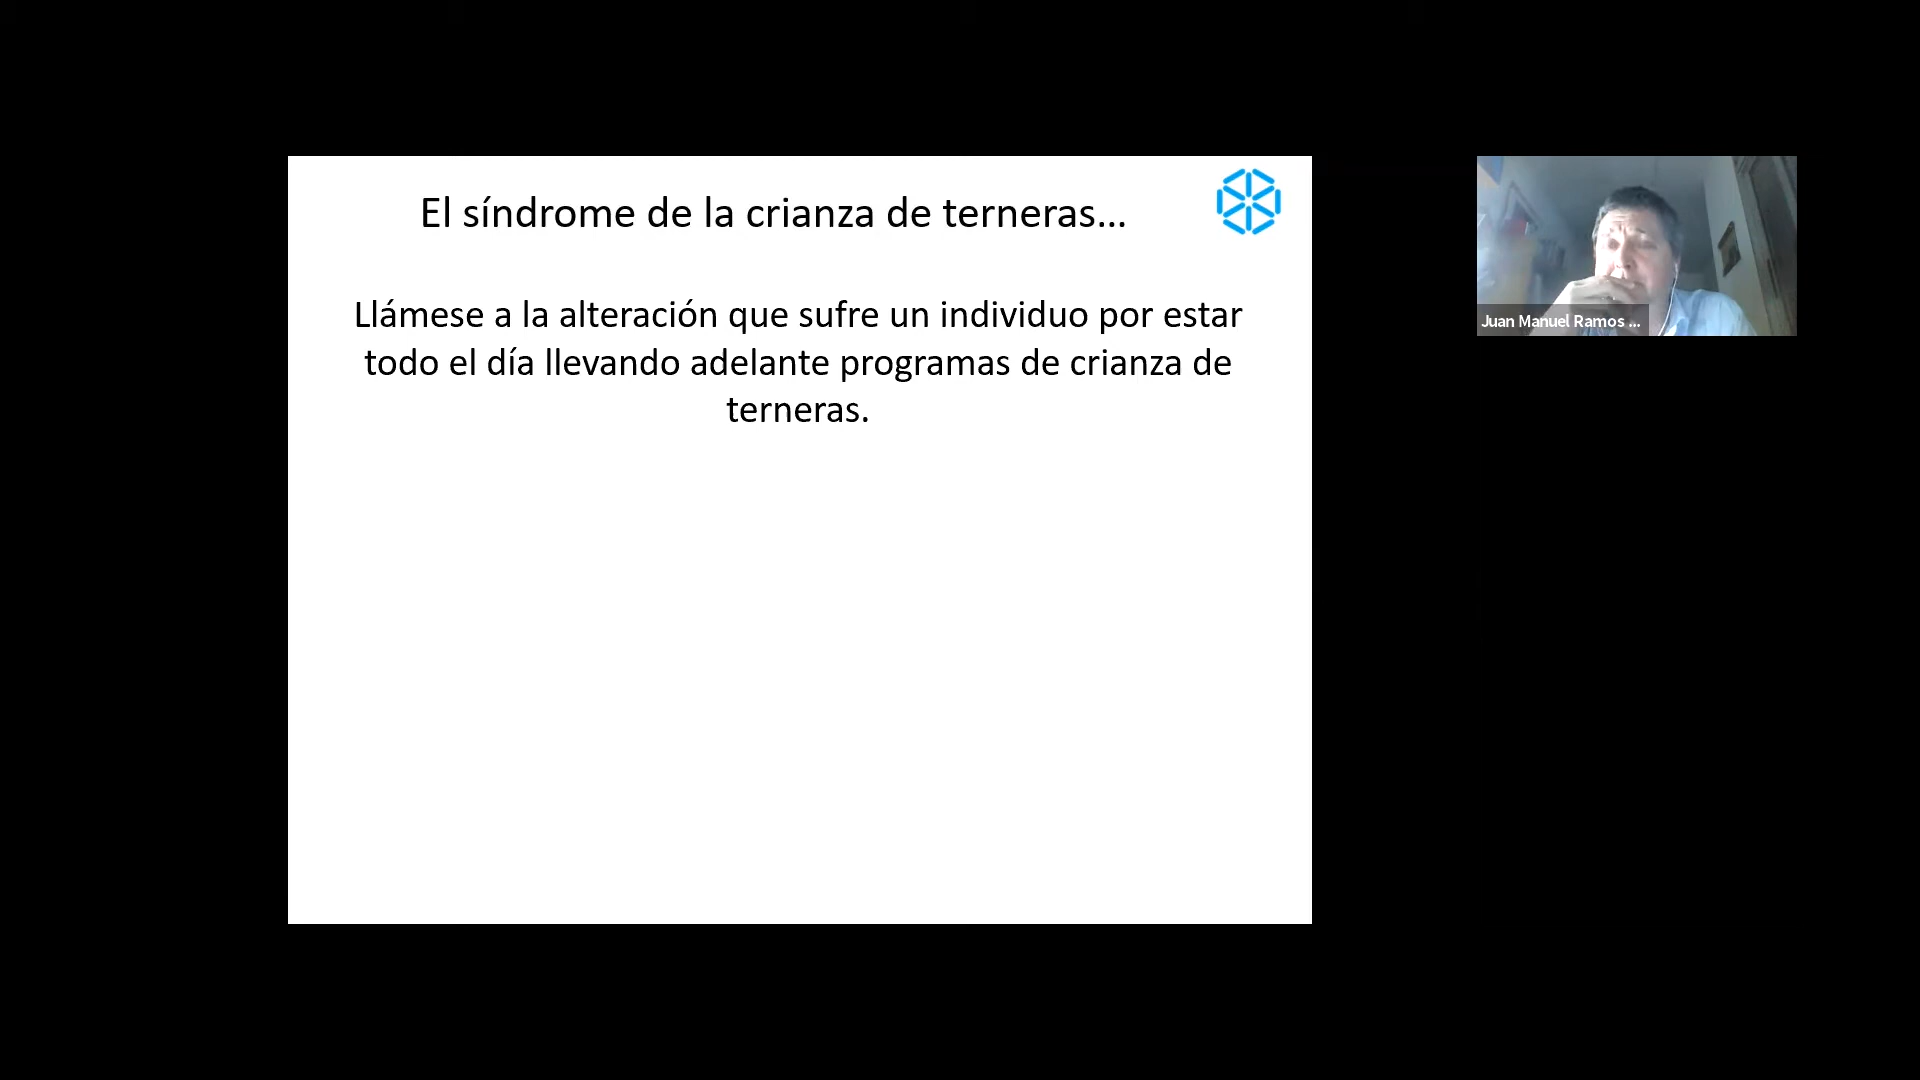 El síndrome de la crianza de terneras...
Llámese a la alteración que sufre un individuo por estar
todo el día llevando adelante programas de crianza de
terneras.
Juan Manuel Ramos ...